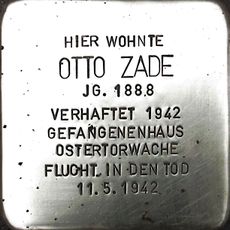 HIER WOHNTE
OTTO ZADE
JG. 1888
VERHAFTET 1942
GEFANGENENHAUS
OSTERTORWACHE
FLUCHT IN DEN TOD
11.5.1942